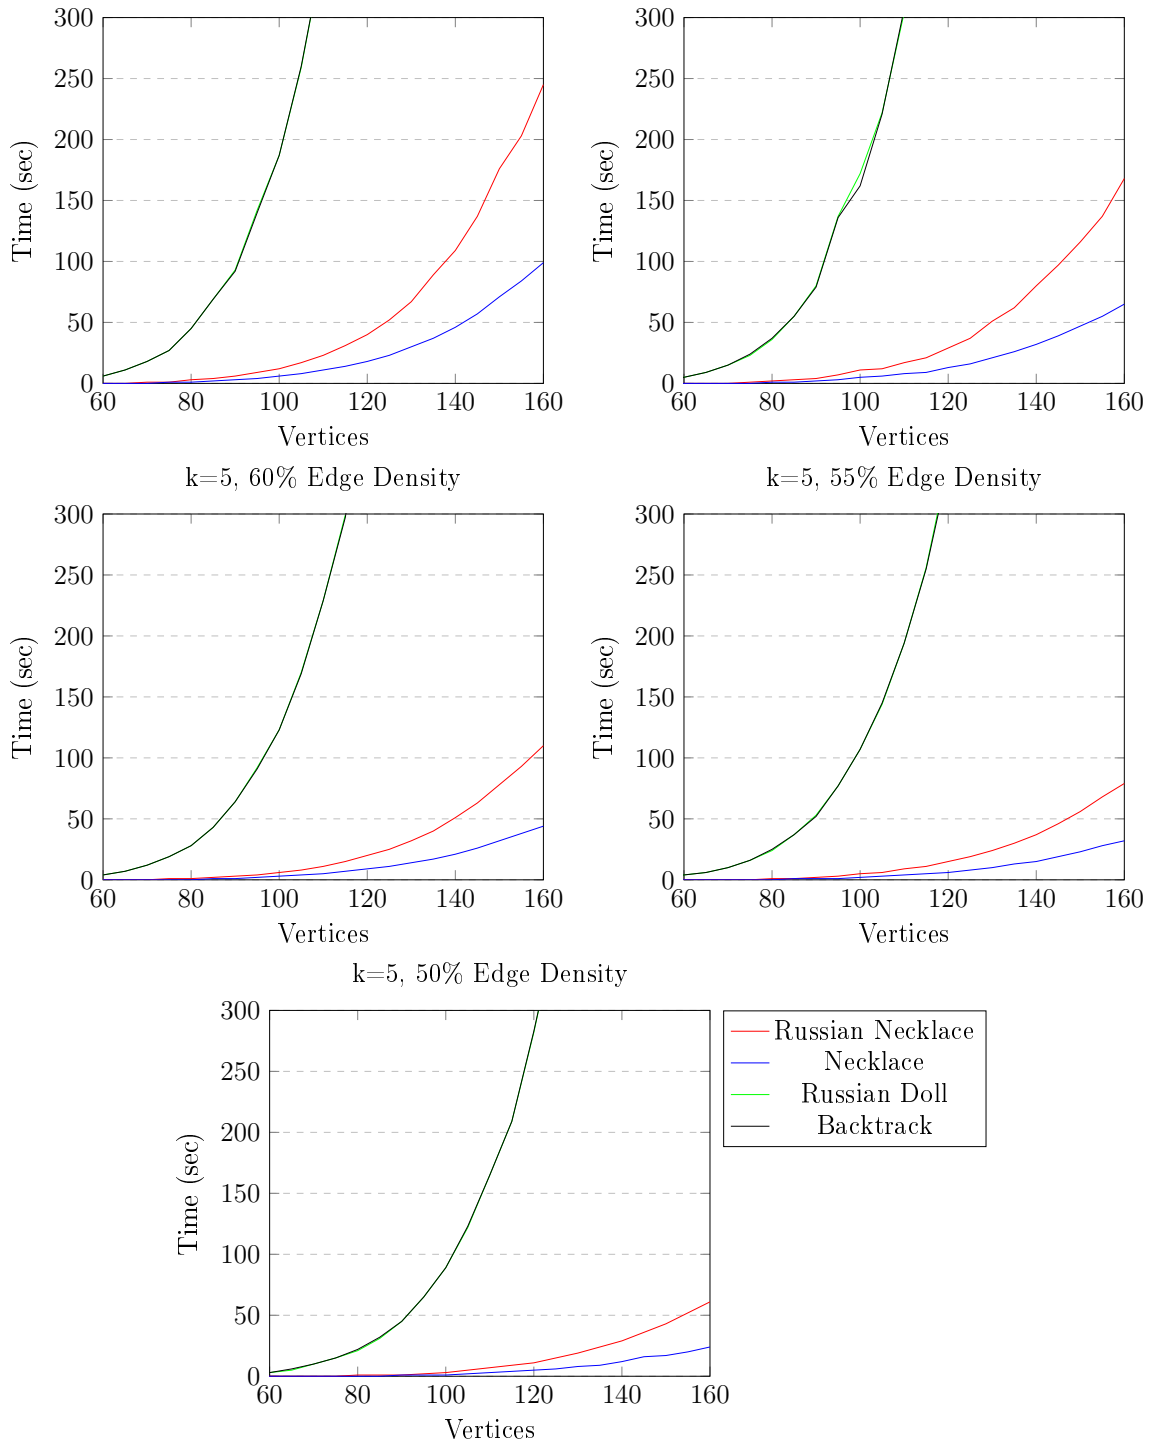 300
250
200
150
100
50
0
60 80 100 120 140 160
Time (sec)
Vertices
300
250
200
150
100
50
0
60 80 100 120 140 160
Time (sec)
Vertices
k=5, 60% Edge Density
300
250
200
150
100
50
0
60 80 100 120 140 160
Time (sec)
Vertices
k=5, 55% Edge Density
300
250
200
150
100
50
0
60 80 100 120 140 160
Time (sec)
Vertices
k=5, 50% Edge Density
300
250
200
150
100
50
0
60 80 100 120 140 160
Time (sec)
Vertices
Russian Necklace
Necklace
Russian Doll
Backtrack